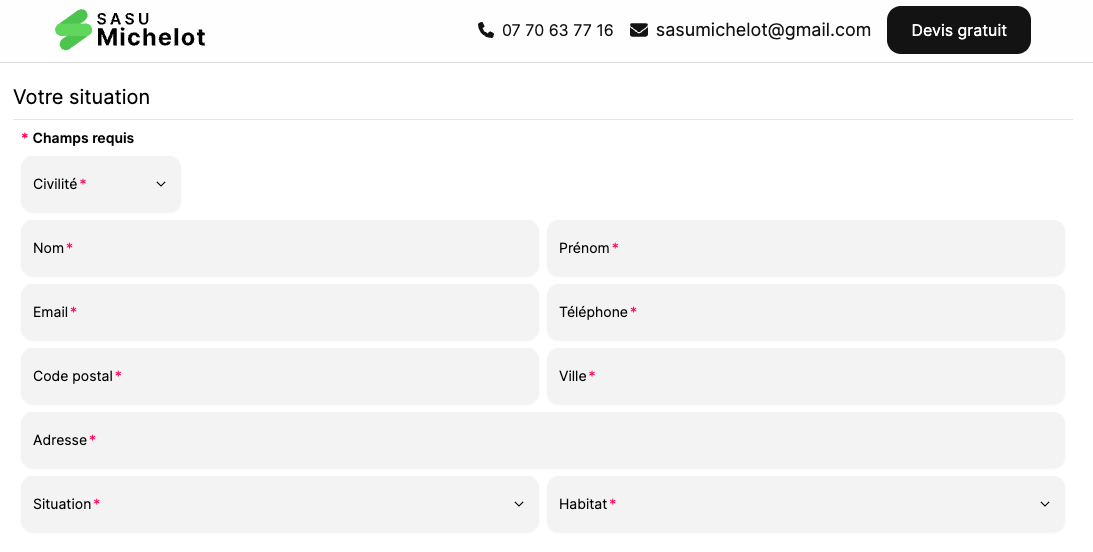 SASU
Michelot
07 70 63 77 16 sasumichelot@gmail.com Devis gratuit
Votre situation
* Champs requis
Civilité*
Nom* Prénom*
Email* Téléphone*
Code postal* Ville*
Adresse*
Situation* Habitat*